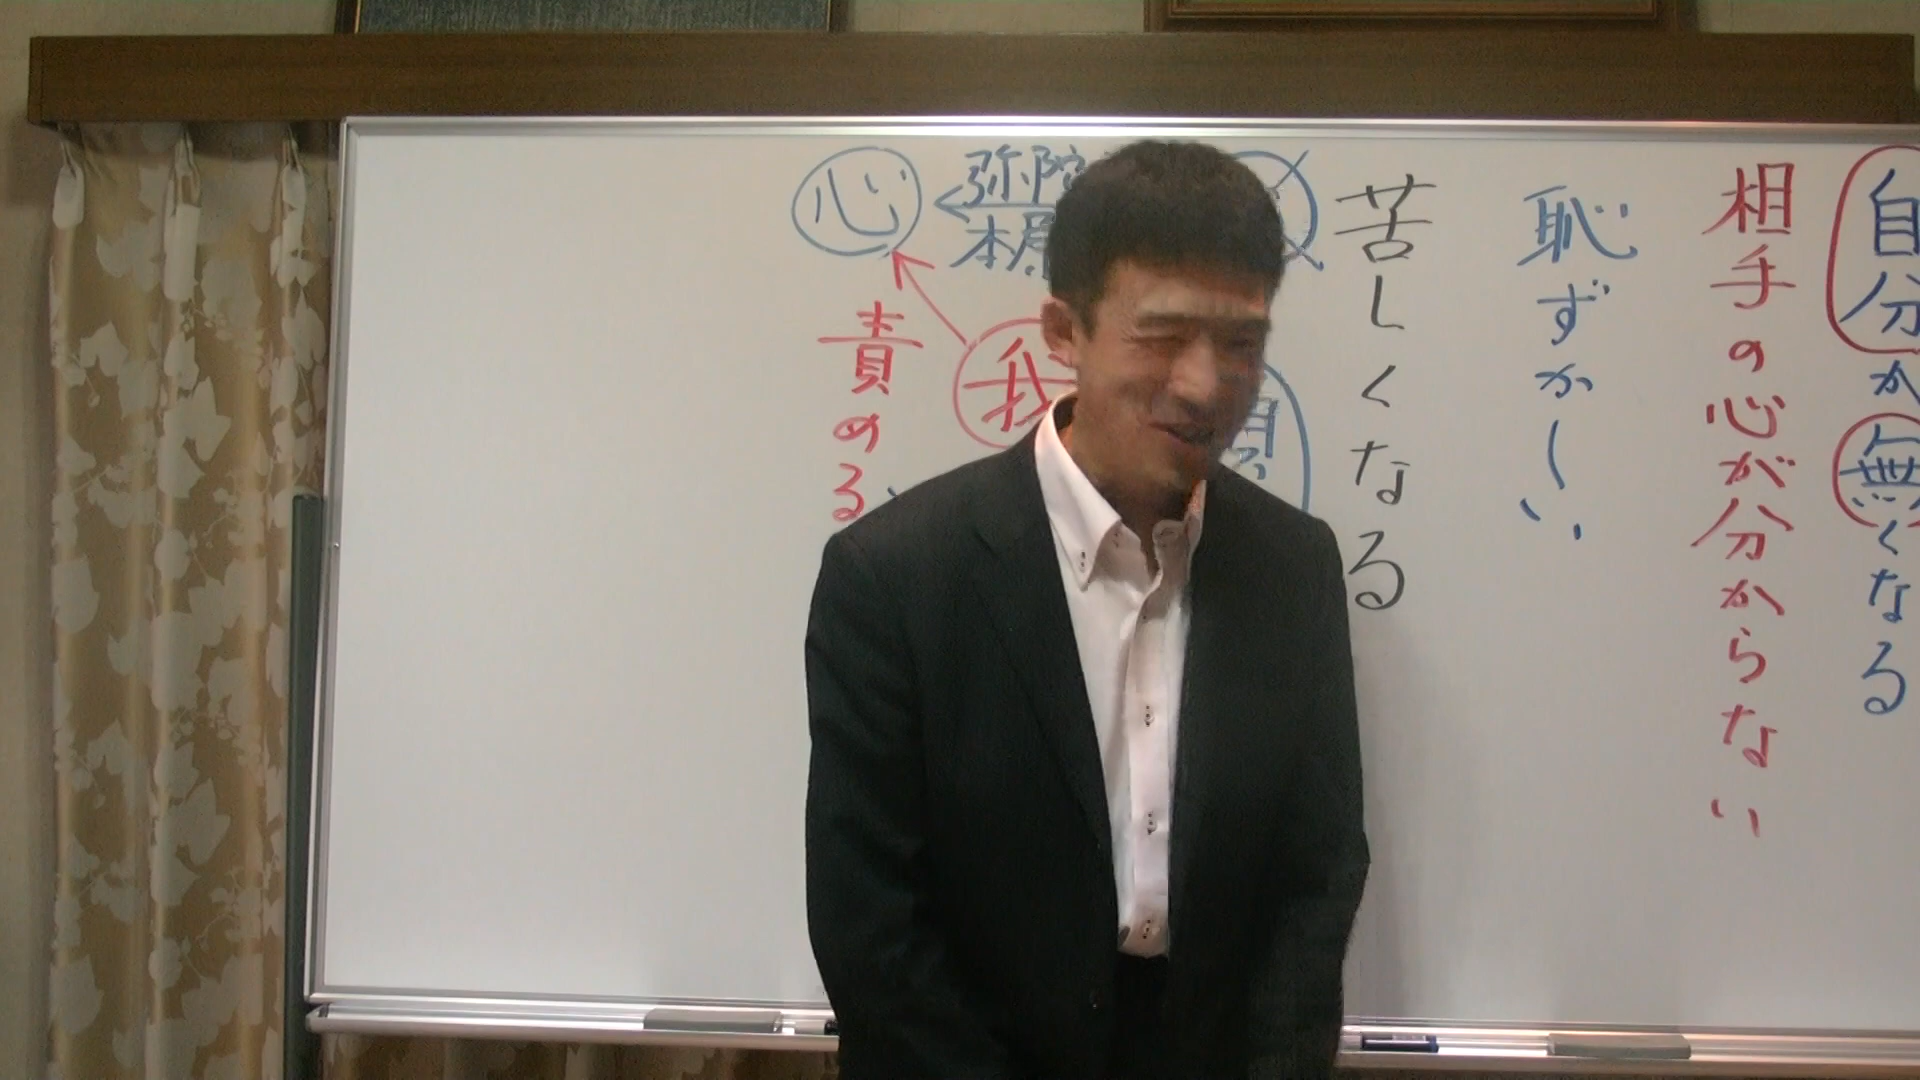 自分が無くなる
相手の心が分からない
恥ずかしい
苦しくなる
弥陀
本願
我
心
責める